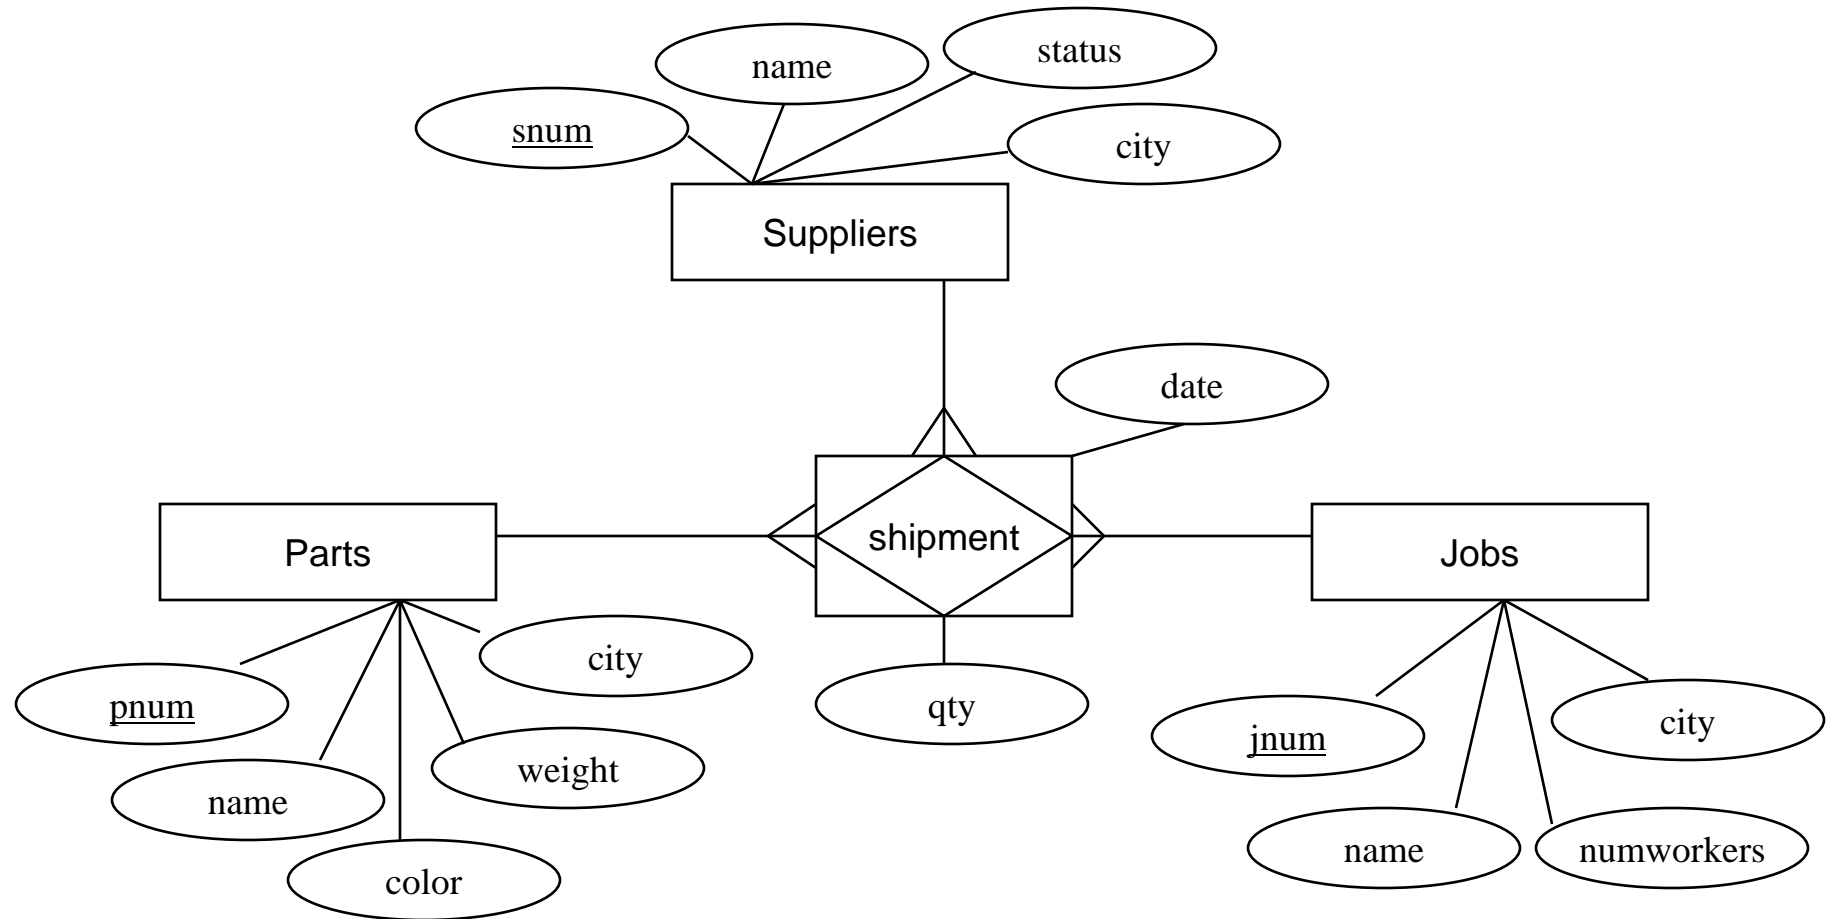 status
name
snum
city
Suppliers
date
shipment
Parts
Jobs
city
pnum
qty
city
jnum
weight
name
name
numworkers
color